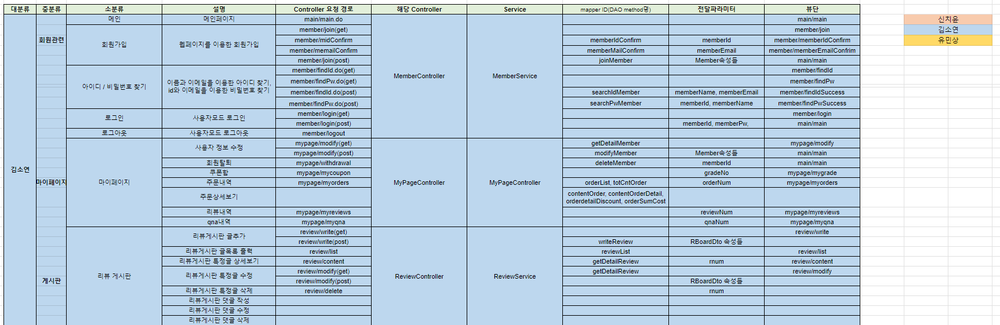 대분류 중분류 소분류 설명 Controller 요청 경로 해당 Controller Service mapper ID(DAO method명) 전달파라미터 뷰단
메인 메인페이지 main/main.do main/main 신치윤
member/join(get) member/join 김소연
회원관련 회원가입 웹페이지를 이용한 회원가입 member/midConfirm memberIdConfirm memberId member/memberIdConfirm 유민상
member/memailConfirm memberMailConfirm memberEmail member/memberEmailConfrim
member/join(post) joinMember Member속성들 main/main
member/findId.do(get) member/findId
MemberController MemberService
아이디 / 비밀번호 찾기 이름과 이메일을 이용한 아이디 찾기, member/findPw.do(get) member/findPw
id와 이메일을 이용한 비밀번호 찾기 member/findId.do(post) searchIdMember memberName, memberEmail member/findIdSuccess
member/findPw.do(post) searchPwMember memberId, memberName member/findPwSuccess
로그인 사용자모드 로그인 member/login(get) member/login
member/login(post) memberId, memberPw, main/main
로그아웃 사용자모드 로그아웃 member/logout
사용자 정보 수정 mypage/modify(get) getDetailMember mypage/modify
mypage/modify(post) modifyMember Member속성들 main/main
회원탈퇴 mypage/withdrawal deleteMember memberId main/main
김소연 쿠폰함 mypage/mycoupon gradeNo mypage/mygrade
마이페이지 마이페이지 주문내역 mypage/myorders MyPageController MyPageController orderList, totCntOrder orderNum mypage/myorders
주문상세보기 contentOrder, contentOrderDetail,
orderdetailDiscount, orderSumCost
리뷰내역 mypage/myreviews reviewNum mypage/myreviews
qna내역 mypage/myqna qnaNum mypage/myqna
리뷰게시판 글추가 review/write(get) review/write
review/write(post) writeReview RBoardDto 속성들
리뷰게시판 글목록 출력 review/list reviewList review/list
리뷰게시판 특정글 상세보기 review/content getDetailReview rnum review/content
리뷰 게시판 리뷰게시판 특정글 수정 review/modify(get) ReviewController ReviewService getDetailReview review/modify
게시판 review/modify(post) RBoardDto 속성들
리뷰게시판 특정글 삭제 review/delete rnum
리뷰게시판 댓글 작성
리뷰게시판 댓글 수정
리뷰게시판 댓글 삭제